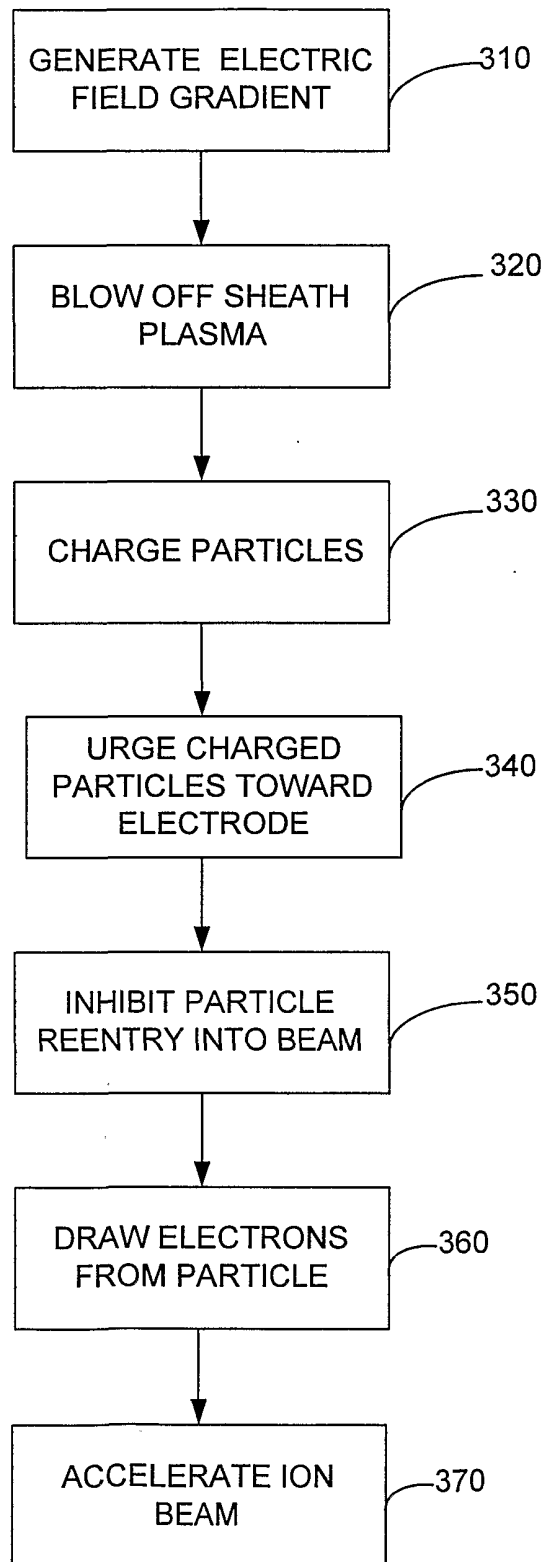 GENERATE ELECTRIC
FIELD GRADIENT
310
BLOW OFF SHEATH
PLASMA
320
CHARGE PARTICLES
330
URGE CHARGED
PARTICLES TOWARD
ELECTRODE
340
INHIBIT PARTICLE
REENTRY INTO BEAM
350
DRAW ELECTRONS
FROM PARTICLE
360
ACCELERATE ION
BEAM
370